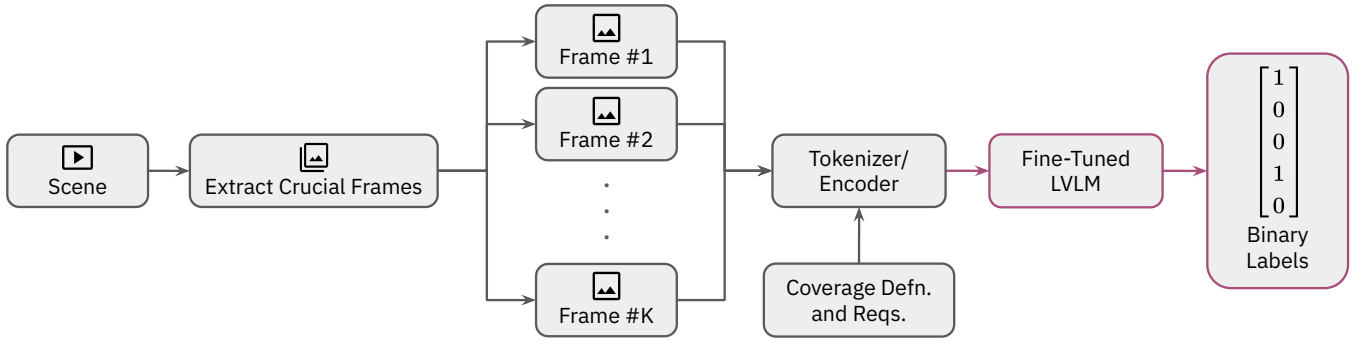 Scene
Extract Crucial Frames
Frame #1
Frame #2
Frame #K
Tokenizer/
Encoder
Coverage Defn.
and Reqs.
Fine-Tuned
LVLM
1
0
0
1
0
Binary
Labels